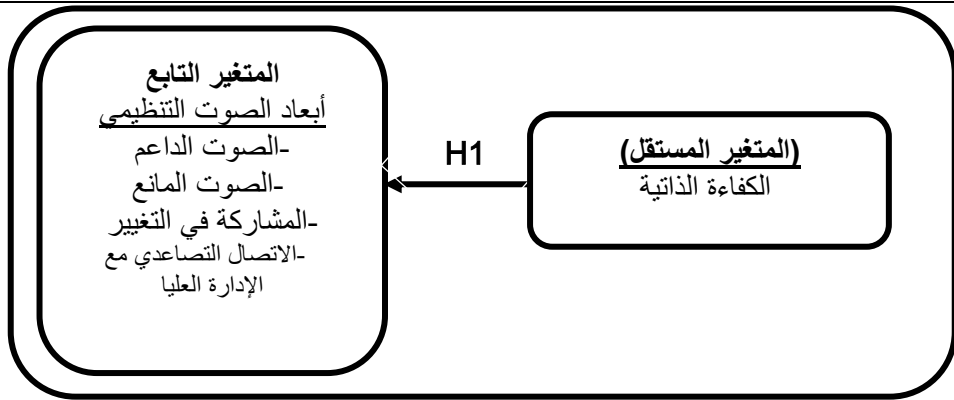 (المتغير المستقل)
الكفاءة الذاتية
H1
المتغير التابع
أبعاد الصوت التنظيمي
-الصوت الداعم
-الصوت المانع
-المشاركة في التغيير
-الاتصال التصاعدي مع
الإدارة العليا